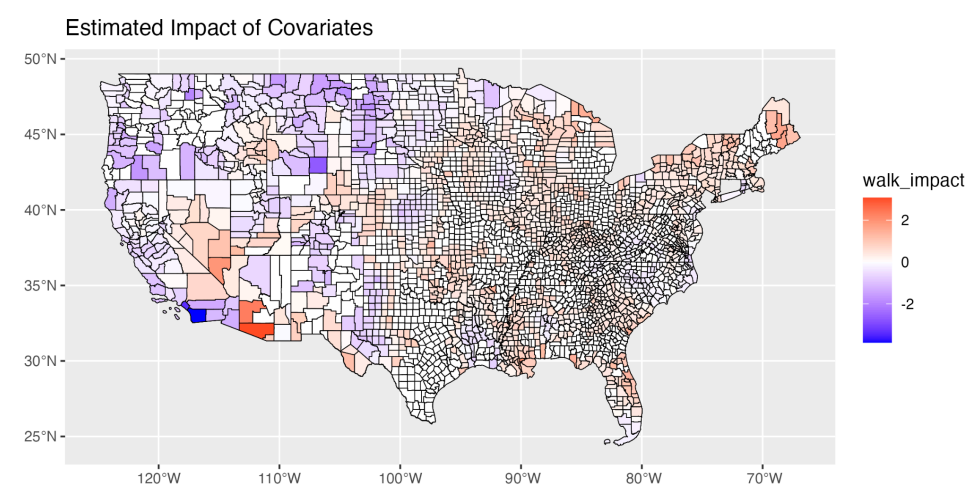 Estimated Impact of Covariates
50°N
45°N
40°N
35°N
30°N
25°N
120°W
110°W
100°W
90°W
80°W
70°W
walk_impact
2
0
-2